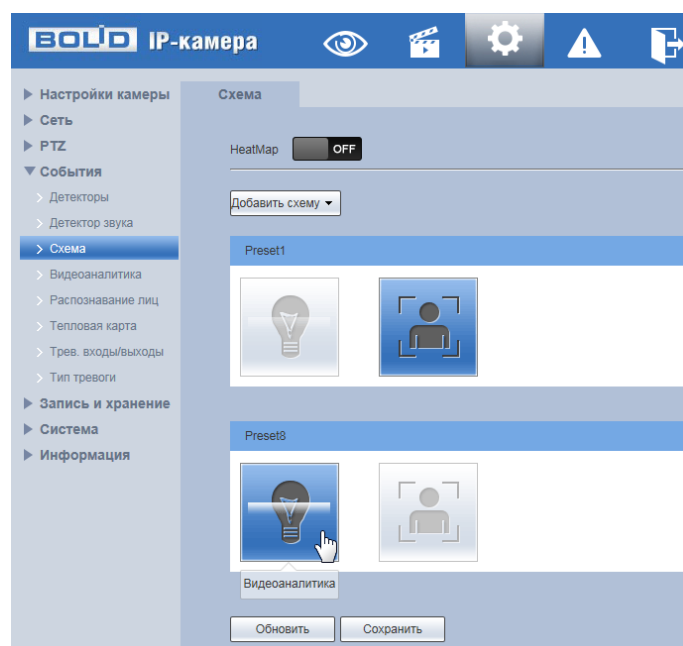 BOLID IP-камера
Настройки камеры
Сеть
PTZ
События
Детекторы
Детектор звука
Схема
Видеоаналитика
Распознавание лиц
Тепловая карта
Трев. входы/выходы
Тип тревоги
Запись и хранение
Система
Информация
Схема
HeatMap OFF
Добавить схему
Preset1
Preset8
Видеоаналитика
Обновить Сохранить